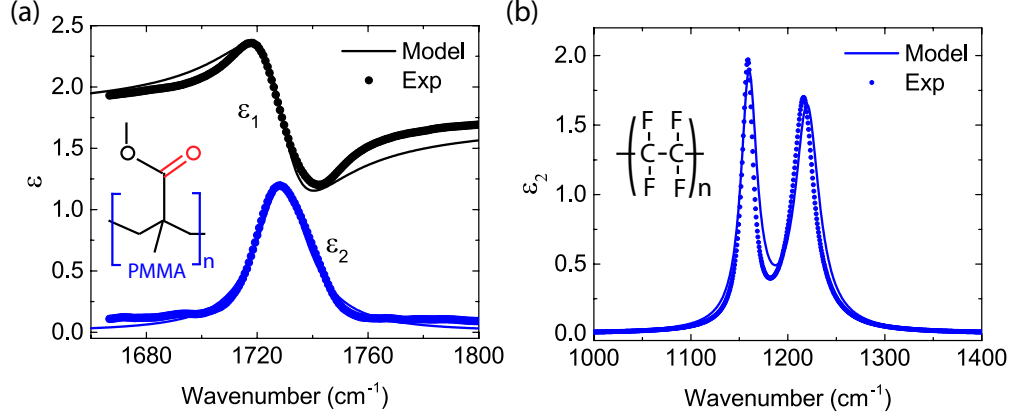 (a)
2.5
2.0
1.5
1.0
0.5
0.0
ε
Model
Exp
ε1
ε2
O
O
n
PMMA
1680 1720 1760 1800
Wavenumber (cm-1)
(b)
2.0
1.5
1.0
0.5
0.0
ε2
Model
Exp
F F
C C
F F
n
1000 1100 1200 1300 1400
Wavenumber (cm-1)